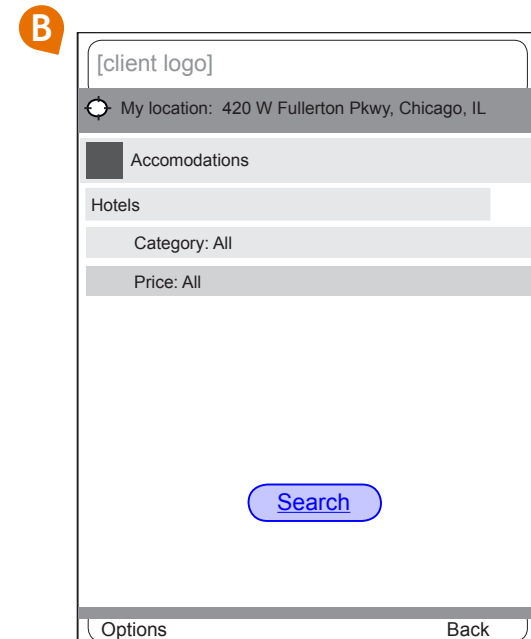 B
[client logo]
My location: 420 W Fullerton Pkwy, Chicago, IL
Accomodations
Hotels
Category: All
Price: All
Search
Options Back